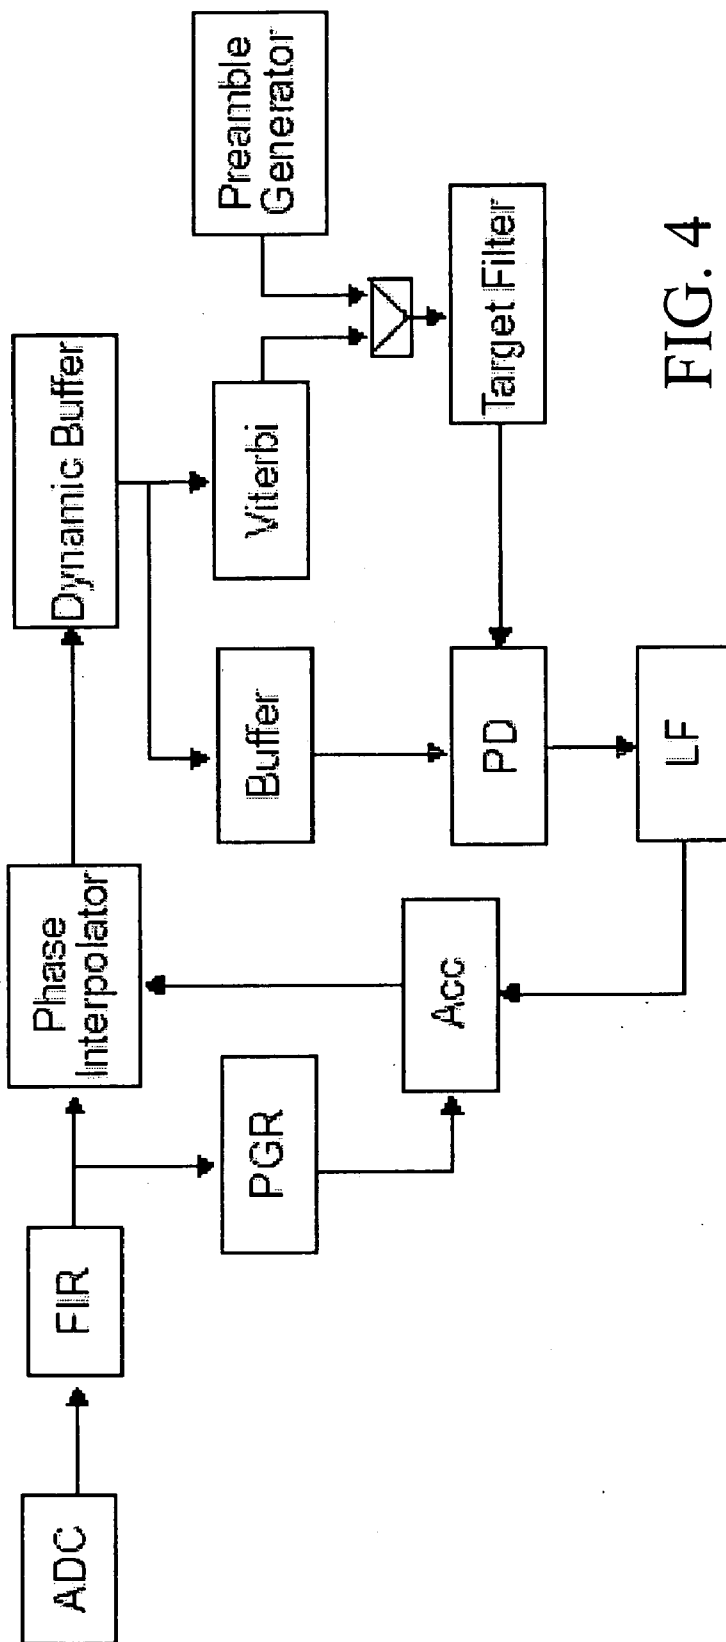 ADC
FIR
Phase
Interpolator
Dynamic Buffer
PGR
Buffer
Viterbi
Preamble
Generator
Acc
PD
Target Filter
LF
FIG. 4